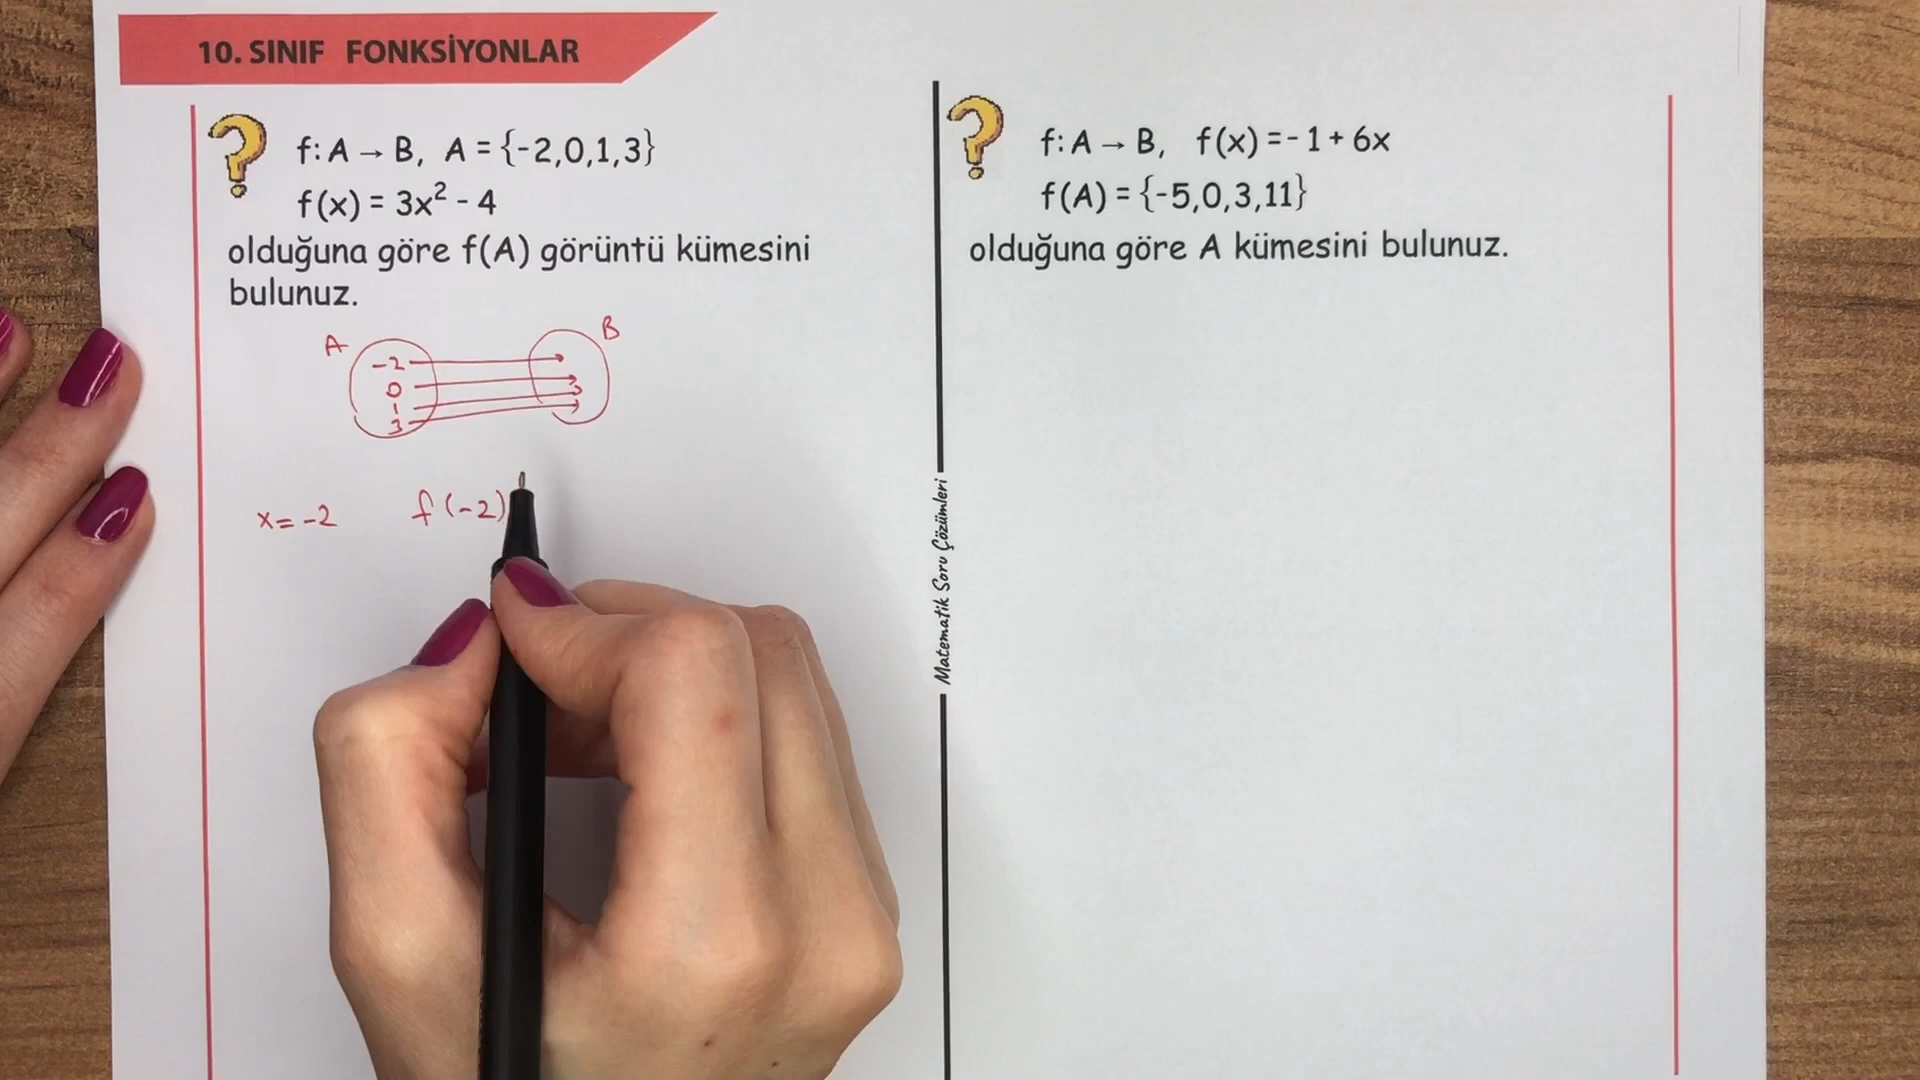 10. SINIF FONKSİYONLAR
f: A → B, A = {-2,0,1,3}
f(x) = 3x² - 4
olduğuna göre f(A) görüntü kümesini
bulunuz.
A
B
-2
0
1
3
x = -2 f(-2)
Matematik Soru Çözümleri
f: A → B, f(x) = - 1 + 6x
f(A) = {-5,0,3,11}
olduğuna göre A kümesini bulunuz.